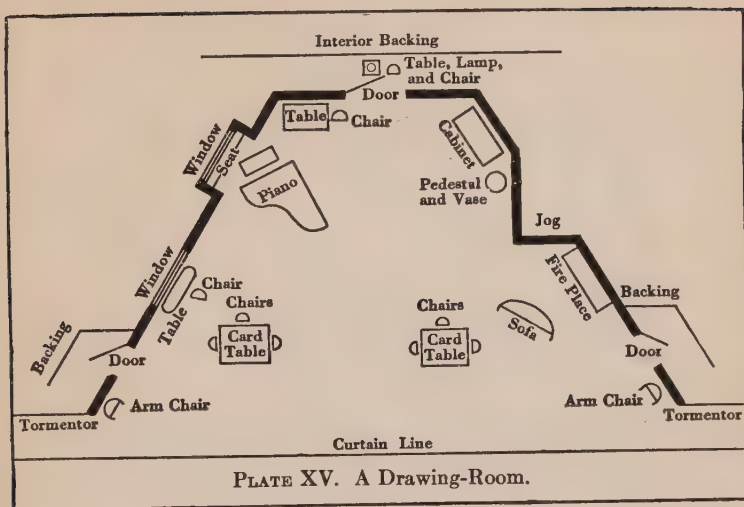 Interior Backing
Table, Lamp,
and Chair
Door
Table
Chair
Window
Seat
Piano
Cabinet
Pedestal
and Vase
Jog
Window
Chair
Table
Fire Place
Backing
Chairs
Card
Table
Chairs
Card
Table
Sofa
Backing
Door
Door
Arm Chair
Arm Chair
Tormentor
Tormentor
Curtain Line
PLATE XV. A Drawing-Room.